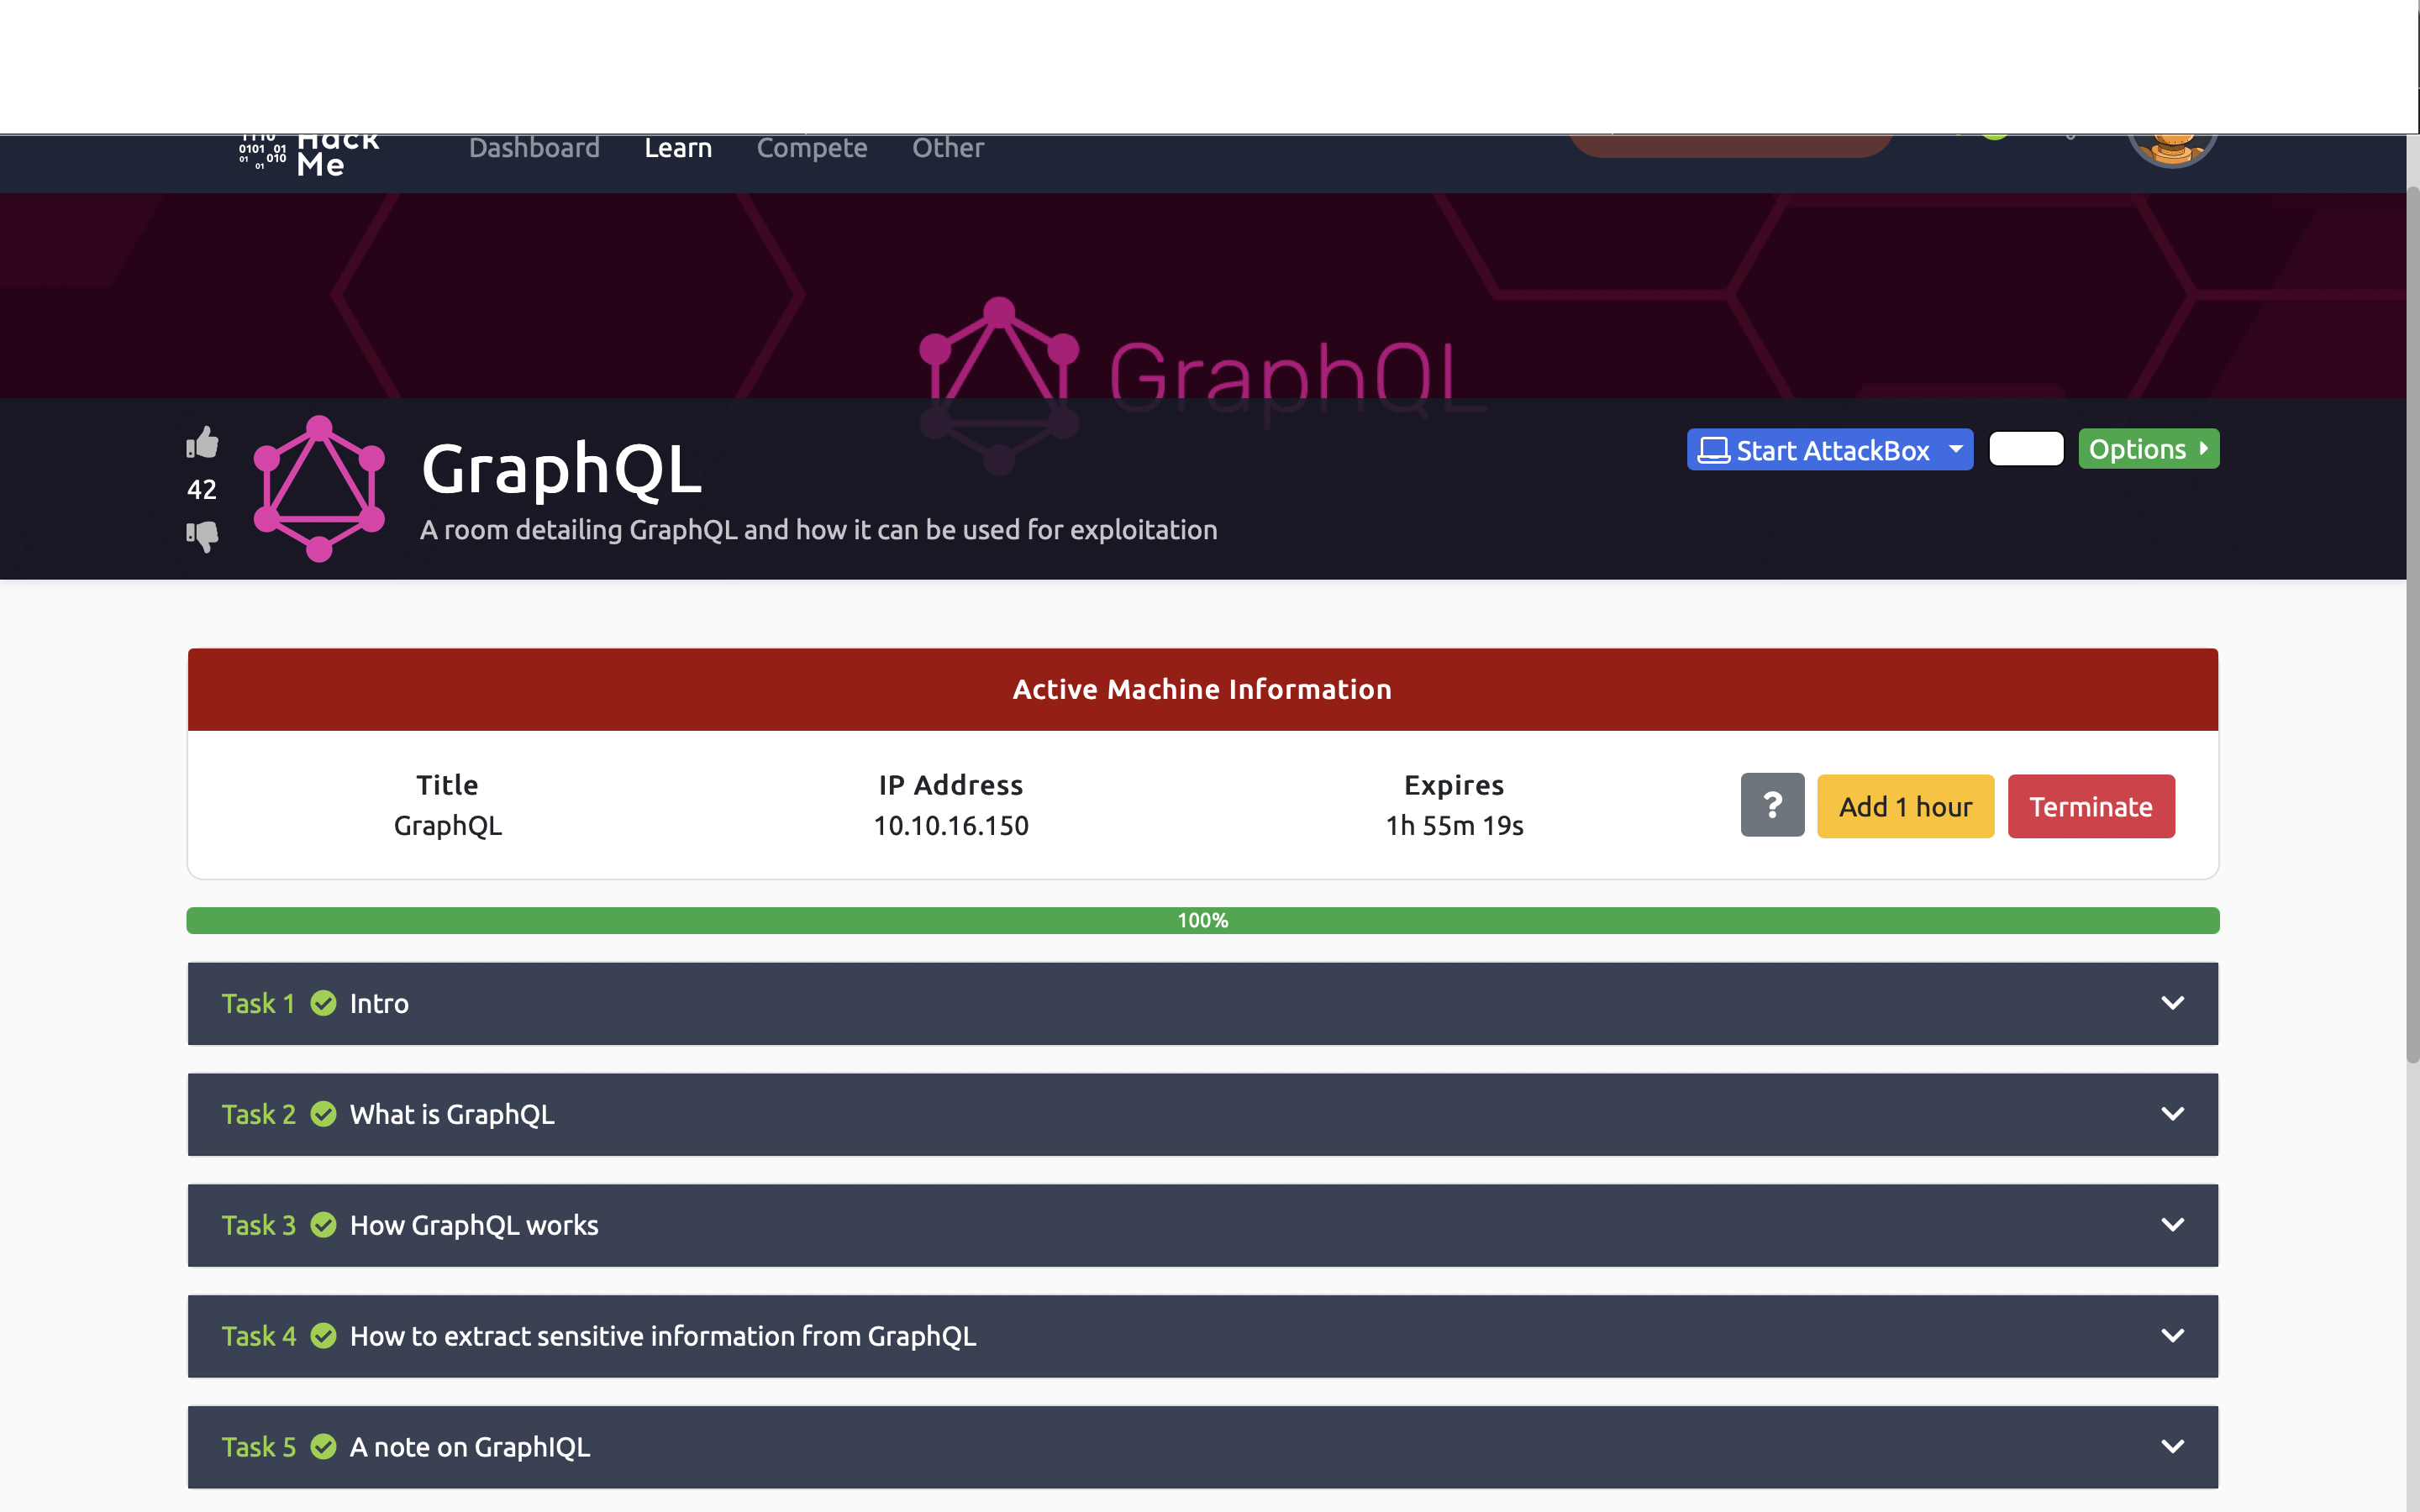 Hack
Me
Dashboard Learn Compete Other
GraphQL
42
GraphQL
A room detailing GraphQL and how it can be used for exploitation
Start AttackBox
Options
Active Machine Information
Title IP Address Expires
GraphQL 10.10.16.150 1h 55m 19s
? Add 1 hour Terminate
100%
Task 1 Intro
Task 2 What is GraphQL
Task 3 How GraphQL works
Task 4 How to extract sensitive information from GraphQL
Task 5 A note on GraphIQL